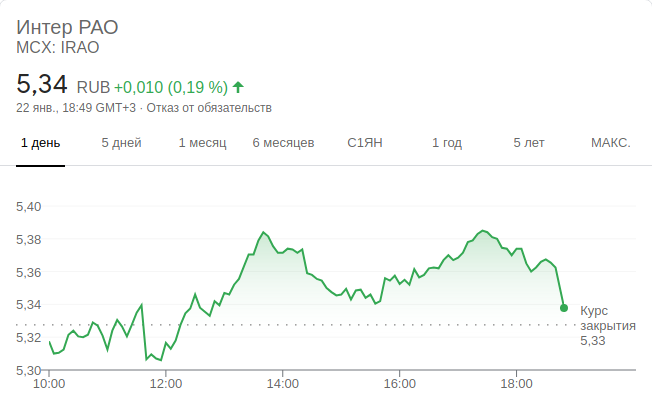 Интер РАО
MCX: IRAO
5,34 RUB +0,010 (0,19 %)
22 янв., 18:49 GMT+3 · Отказ от обязательств
1 день 5 дней 1 месяц 6 месяцев С1ЯН 1 год 5 лет МАКС.
5,40
5,38
5,36
5,34
5,32
5,30
Курс
закрытия
5,33
10:00 12:00 14:00 16:00 18:00